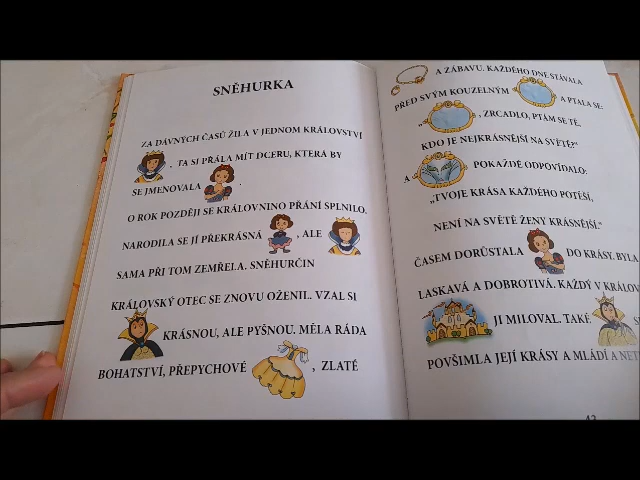 SNĚHURKA
ZA DÁVNÝCH ČASŮ ŽILA V JEDNOM KRÁLOVSTVÍ
. TA SI PŘÁLA MÍT DCERU, KTERÁ BY
SE JMENOVALA .
O ROK POZDĚJI SE KRÁLOVNINO PŘÁNÍ SPLNILO.
NARODILA SE JÍ PŘEKRÁSNÁ , ALE
SAMA PŘI TOM ZEMŘELA. SNĚHURČIN
KRÁLOVSKÝ OTEC SE ZNOVU OŽENIL. VZAL SI
KRÁSNOU, ALE PYŠNOU. MĚLA RÁDA
BOHATSTVÍ, PŘEPYCHOVÉ , ZLATÉ
A ZÁBAVU. KAŽDÉHO DNE STÁVALA
PŘED SVÝM KOUZELNÝM A PTALA SE:
„ , ZRCADLO, PTÁM SE TĚ,
KDO JE NEJKRÁSNĚJŠÍ NA SVĚTĚ?“
A POKAŽDÉ ODPOVÍDALO:
„TVOJE KRÁSA KAŽDÉHO POTĚŠÍ,
NENÍ NA SVĚTĚ ŽENY KRÁSNĚJŠÍ.“
ČASEM DORŮSTALA DO KRÁSY, BYLA
LASKAVÁ A DOBROTIVÁ. KAŽDÝ V KRÁLOV
JI MILOVAL. TAKÉ S
POVŠIMLA JEJÍ KRÁSY A MLÁDÍ A